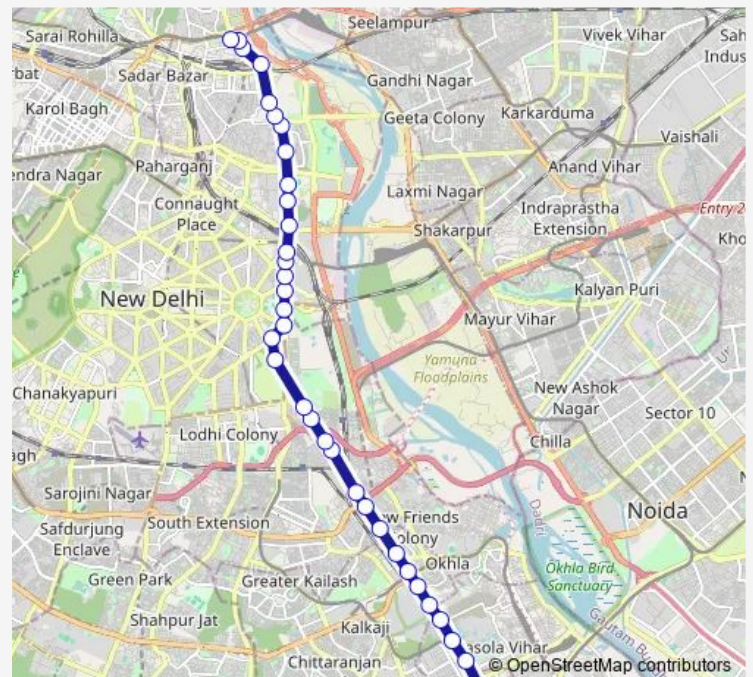 Seelampur
Sarai Rohilla
Vivek Vihar
Sadar Bazar
Gandhi Nagar
Karol Bagh
Geeta Colony
Karkarduma
Vaishali
Paharganj
Anand Vihar
endra Nagar
Laxmi Nagar
Connaught
Place
Indraprastha
Extension
Entry 2
Shakarpur
Kho
New Delhi
Kalyan Puri
Mayur Vihar
Yamuna
Floodplains
Chanakyapuri
New Ashok
Nagar
Sector 10
Lodhi Colony
Chilla
agh
Sarojini Nagar
Dadri
Noida
South Extension
Safdurjung
Enclave
ew Friends
olony
Okhla
Okhla Bird
Sanctuary
Green Park
Greater Kailash
Shahpur Jat
Kalkaji
Gautam Bu
asola Vihar
Chittaranjan
© OpenStreetMap contributors